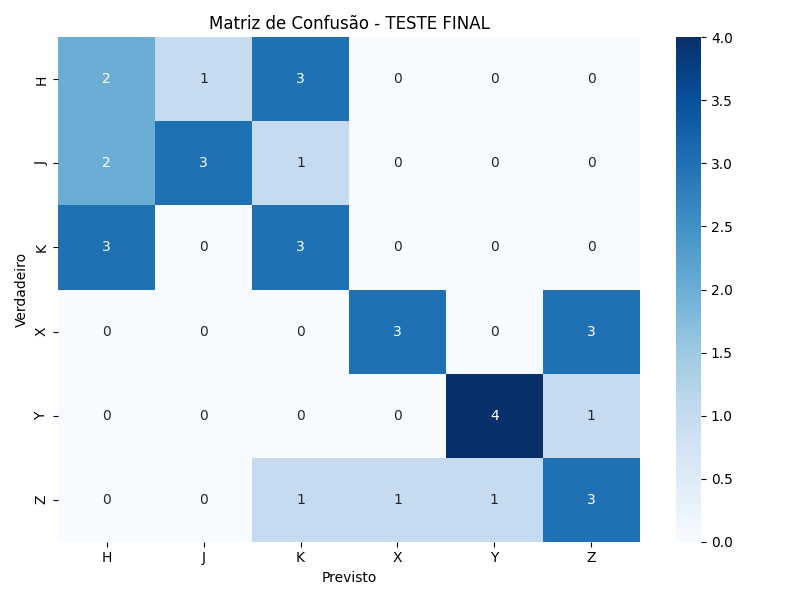 Matriz de Confusão - TESTE FINAL
H 2 1 3 0 0 0
J 2 3 1 0 0 0
K 3 0 3 0 0 0
X 0 0 0 3 0 3
Y 0 0 0 0 4 1
Z 0 0 1 1 1 3
H J K X Y Z
Verdadeiro
Previsto
4.0
3.5
3.0
2.5
2.0
1.5
1.0
0.5
0.0